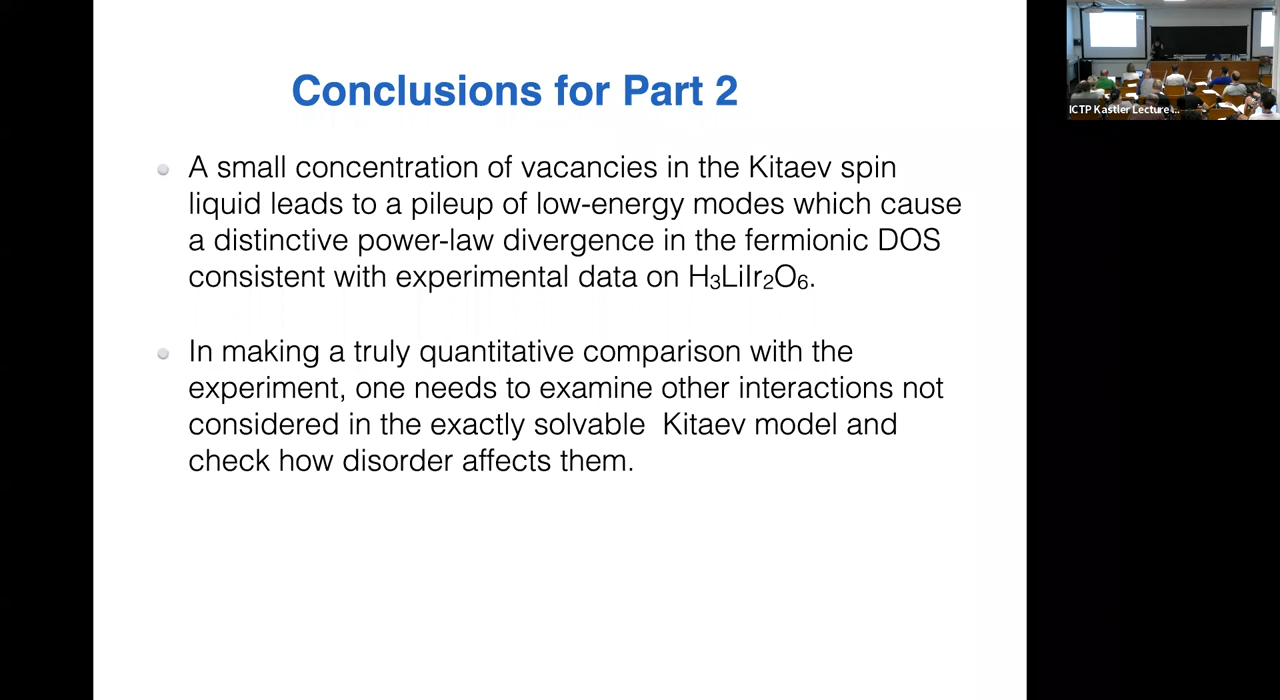 Conclusions for Part 2
A small concentration of vacancies in the Kitaev spin
liquid leads to a pileup of low-energy modes which cause
a distinctive power-law divergence in the fermionic DOS
consistent with experimental data on H₃LiIr₂O₆.
In making a truly quantitative comparison with the
experiment, one needs to examine other interactions not
considered in the exactly solvable Kitaev model and
check how disorder affects them.
ICTP Kastler Lecture ...